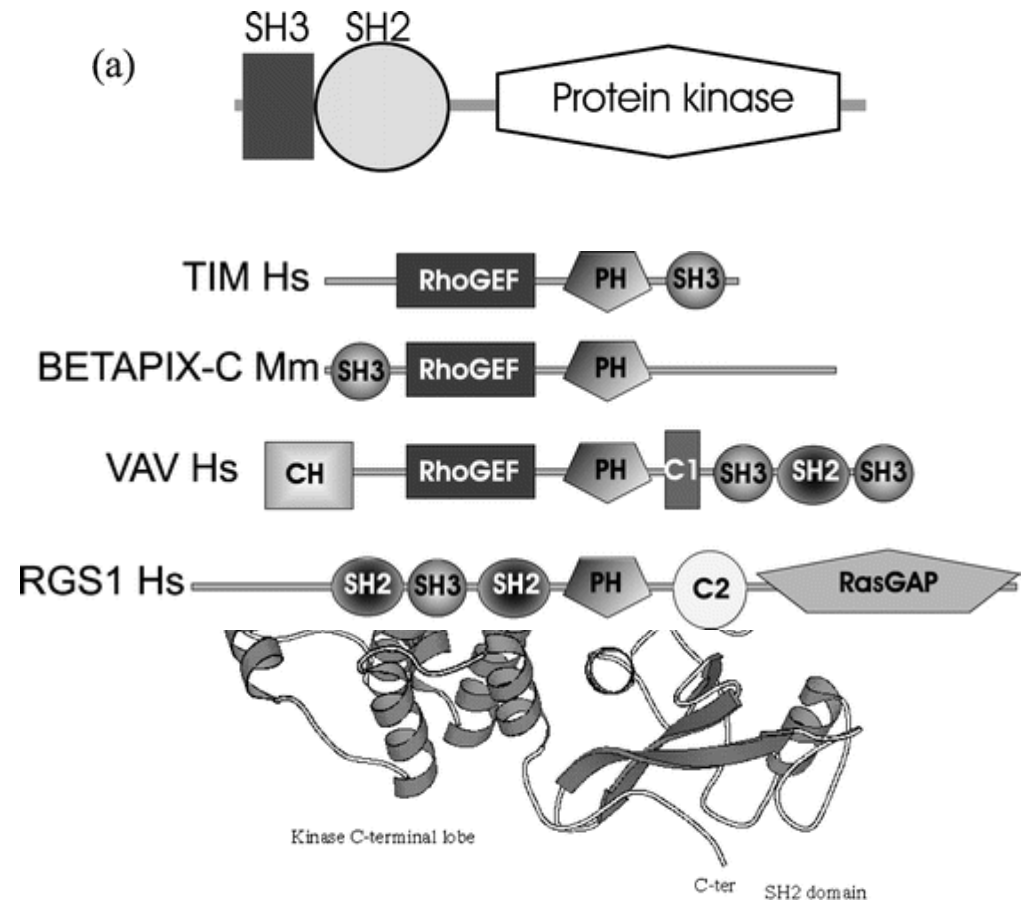 SH3 SH2
(a)
Protein kinase
TIM Hs RhoGEF PH SH3
BETAPIX-C Mm SH3 RhoGEF PH
VAV Hs CH RhoGEF PH C1 SH3 SH2 SH3
RGS1 Hs SH2 SH3 SH2 PH C2 RasGAP
Kinase C-terminal lobe
C-ter SH2 domain